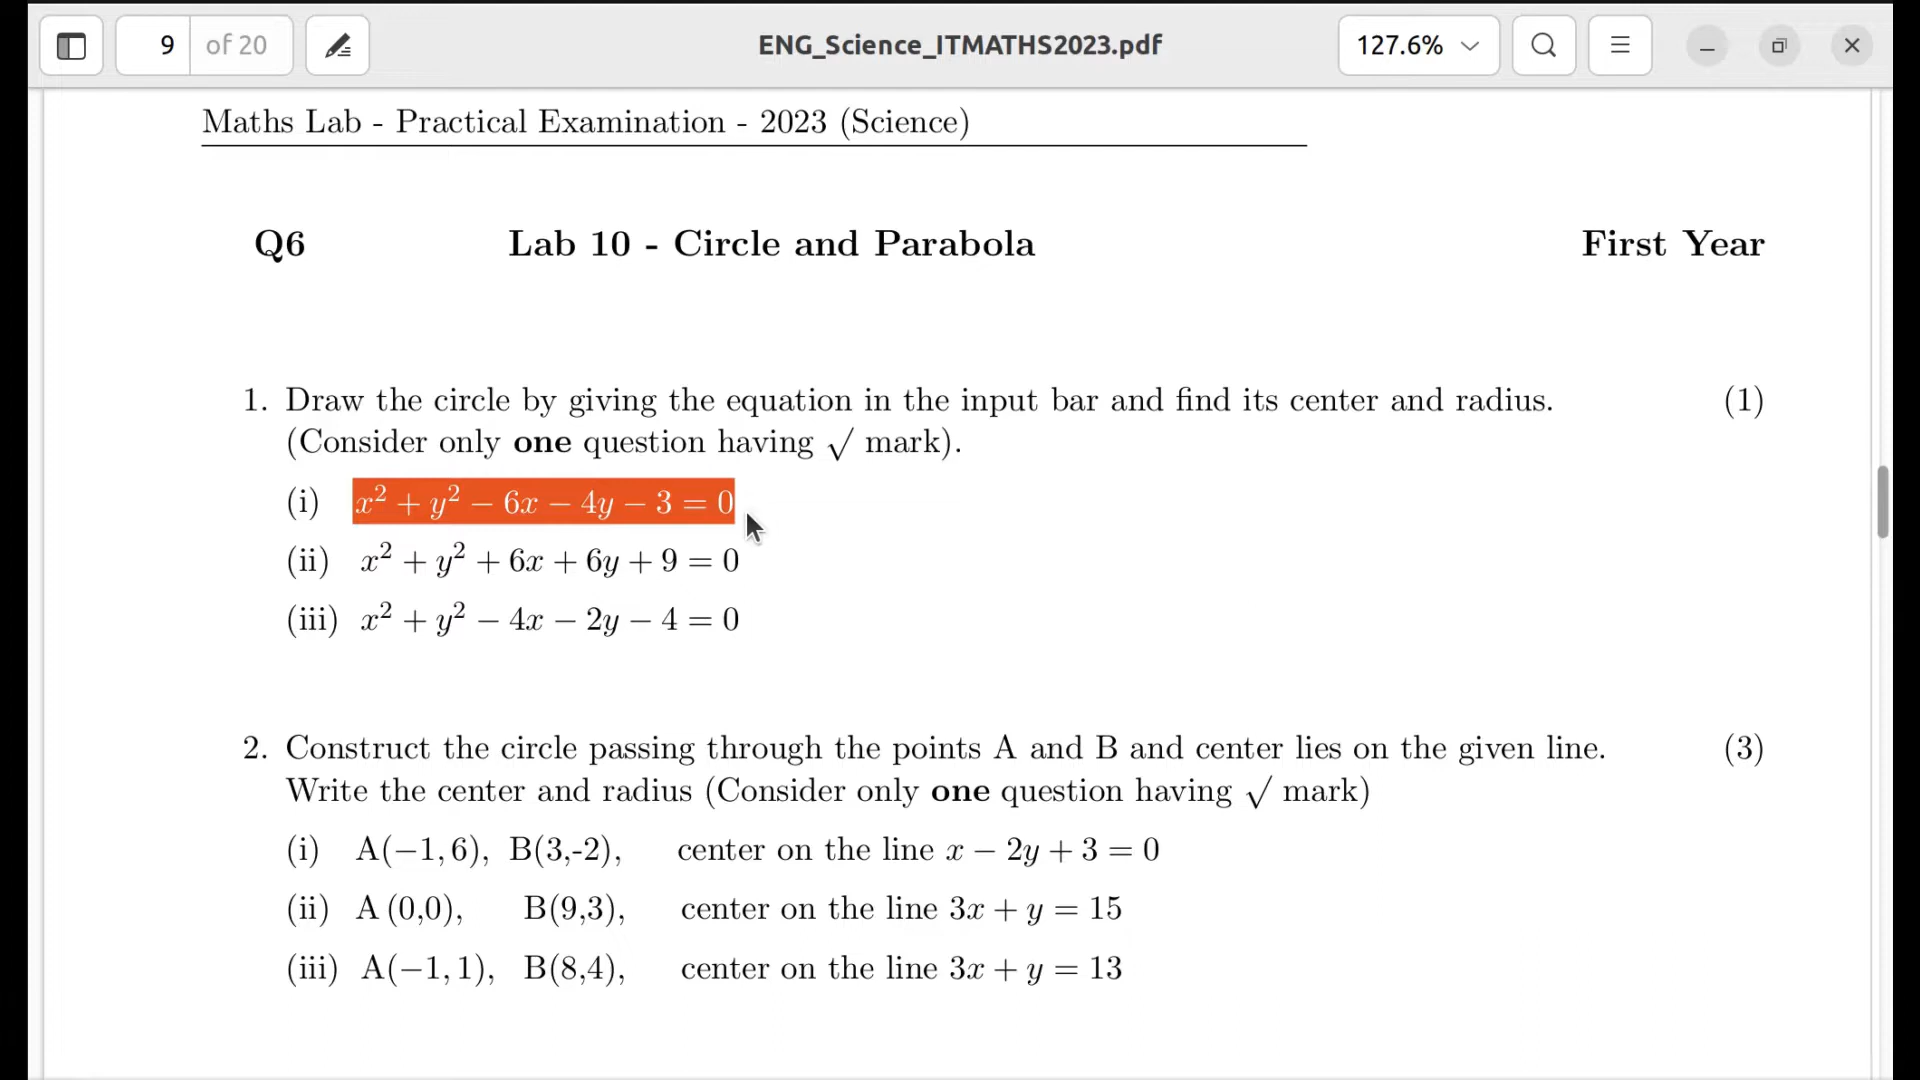 9 of 20 ENG_Science_ITMATHS2023.pdf 127.6%
Maths Lab - Practical Examination - 2023 (Science)
Q6 Lab 10 - Circle and Parabola First Year
1. Draw the circle by giving the equation in the input bar and find its center and radius. (1)
(Consider only one question having √ mark).
(i) x² + y² − 6x − 4y − 3 = 0
(ii) x² + y² + 6x + 6y + 9 = 0
(iii) x² + y² − 4x − 2y − 4 = 0
2. Construct the circle passing through the points A and B and center lies on the given line. (3)
Write the center and radius (Consider only one question having √ mark)
(i) A(−1, 6), B(3,-2), center on the line x − 2y + 3 = 0
(ii) A (0,0), B(9,3), center on the line 3x + y = 15
(iii) A(−1, 1), B(8,4), center on the line 3x + y = 13